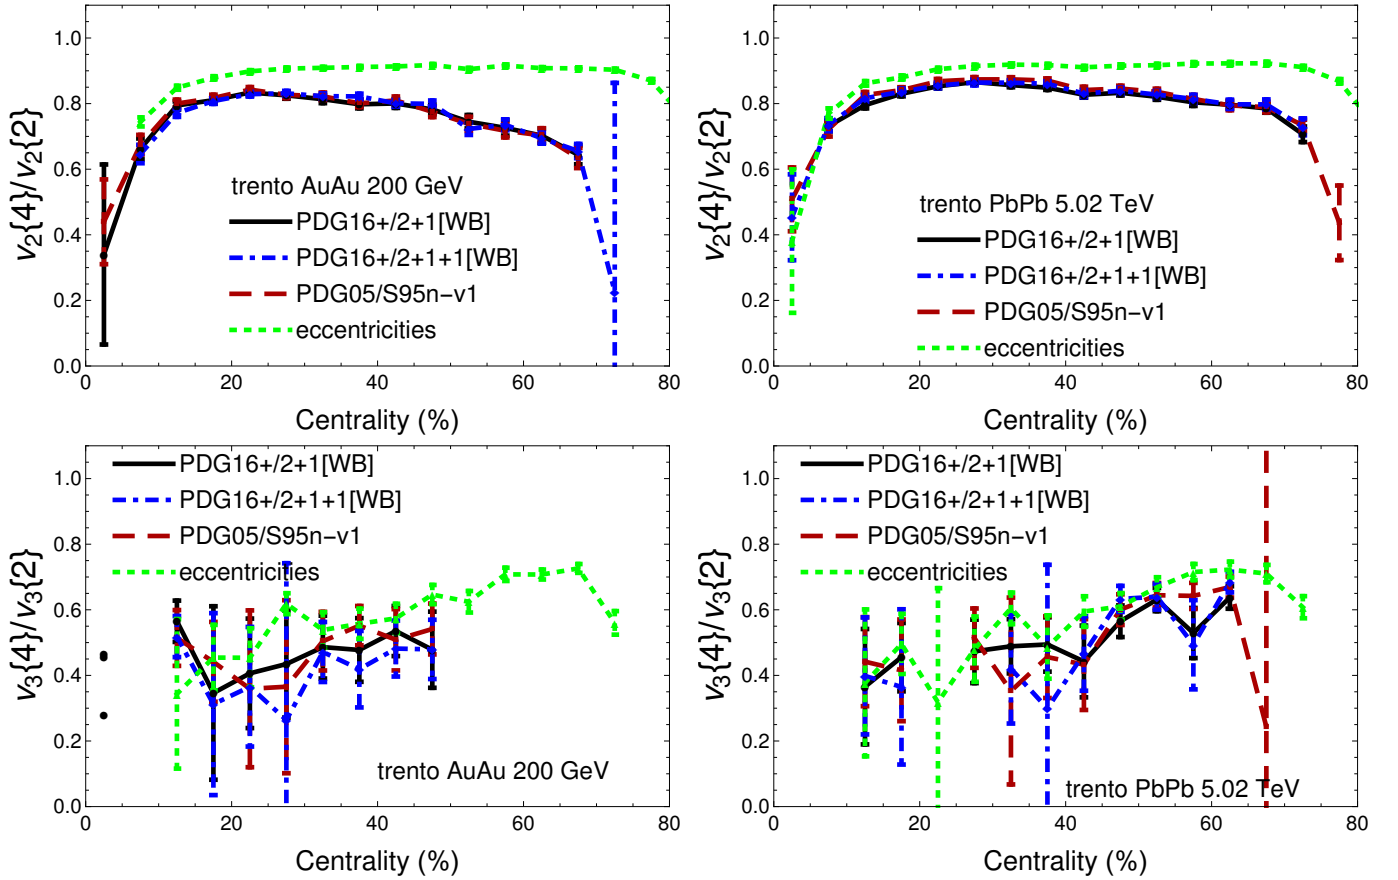 1.0
0.8
0.6
0.4
0.2
0.0
v2{4}/v2{2}
trento AuAu 200 GeV
PDG16+/2+1[WB]
PDG16+/2+1+1[WB]
PDG05/S95n−v1
eccentricities
0 20 40 60 80
Centrality (%)
1.0
0.8
0.6
0.4
0.2
0.0
v2{4}/v2{2}
trento PbPb 5.02 TeV
PDG16+/2+1[WB]
PDG16+/2+1+1[WB]
PDG05/S95n−v1
eccentricities
0 20 40 60 80
Centrality (%)
1.0
0.8
0.6
0.4
0.2
0.0
v3{4}/v3{2}
PDG16+/2+1[WB]
PDG16+/2+1+1[WB]
PDG05/S95n−v1
eccentricities
trento AuAu 200 GeV
0 20 40 60 80
Centrality (%)
1.0
0.8
0.6
0.4
0.2
0.0
v3{4}/v3{2}
PDG16+/2+1[WB]
PDG16+/2+1+1[WB]
PDG05/S95n−v1
eccentricities
trento PbPb 5.02 TeV
0 20 40 60 80
Centrality (%)